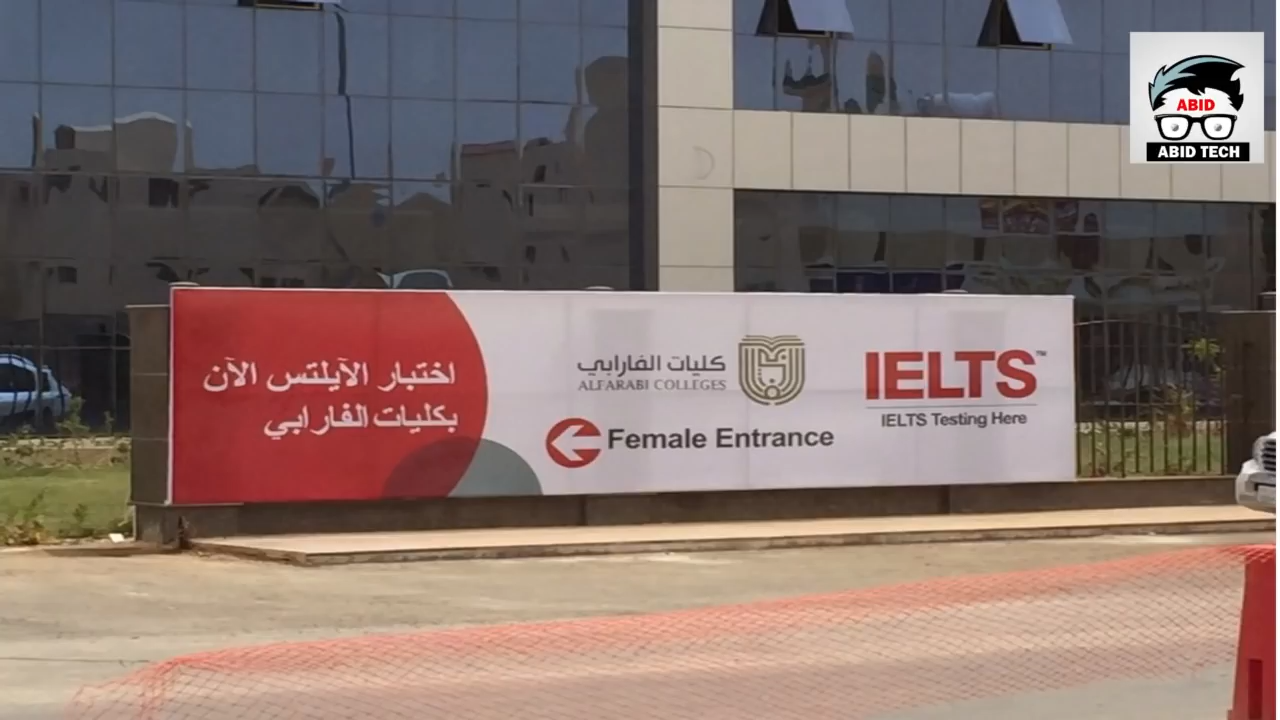 ABID
ABID TECH
اختبار الآيلتس الآن
بكليات الفارابي
كليات الفارابي
ALFARABI COLLEGES
Female Entrance
IELTS™
IELTS Testing Here